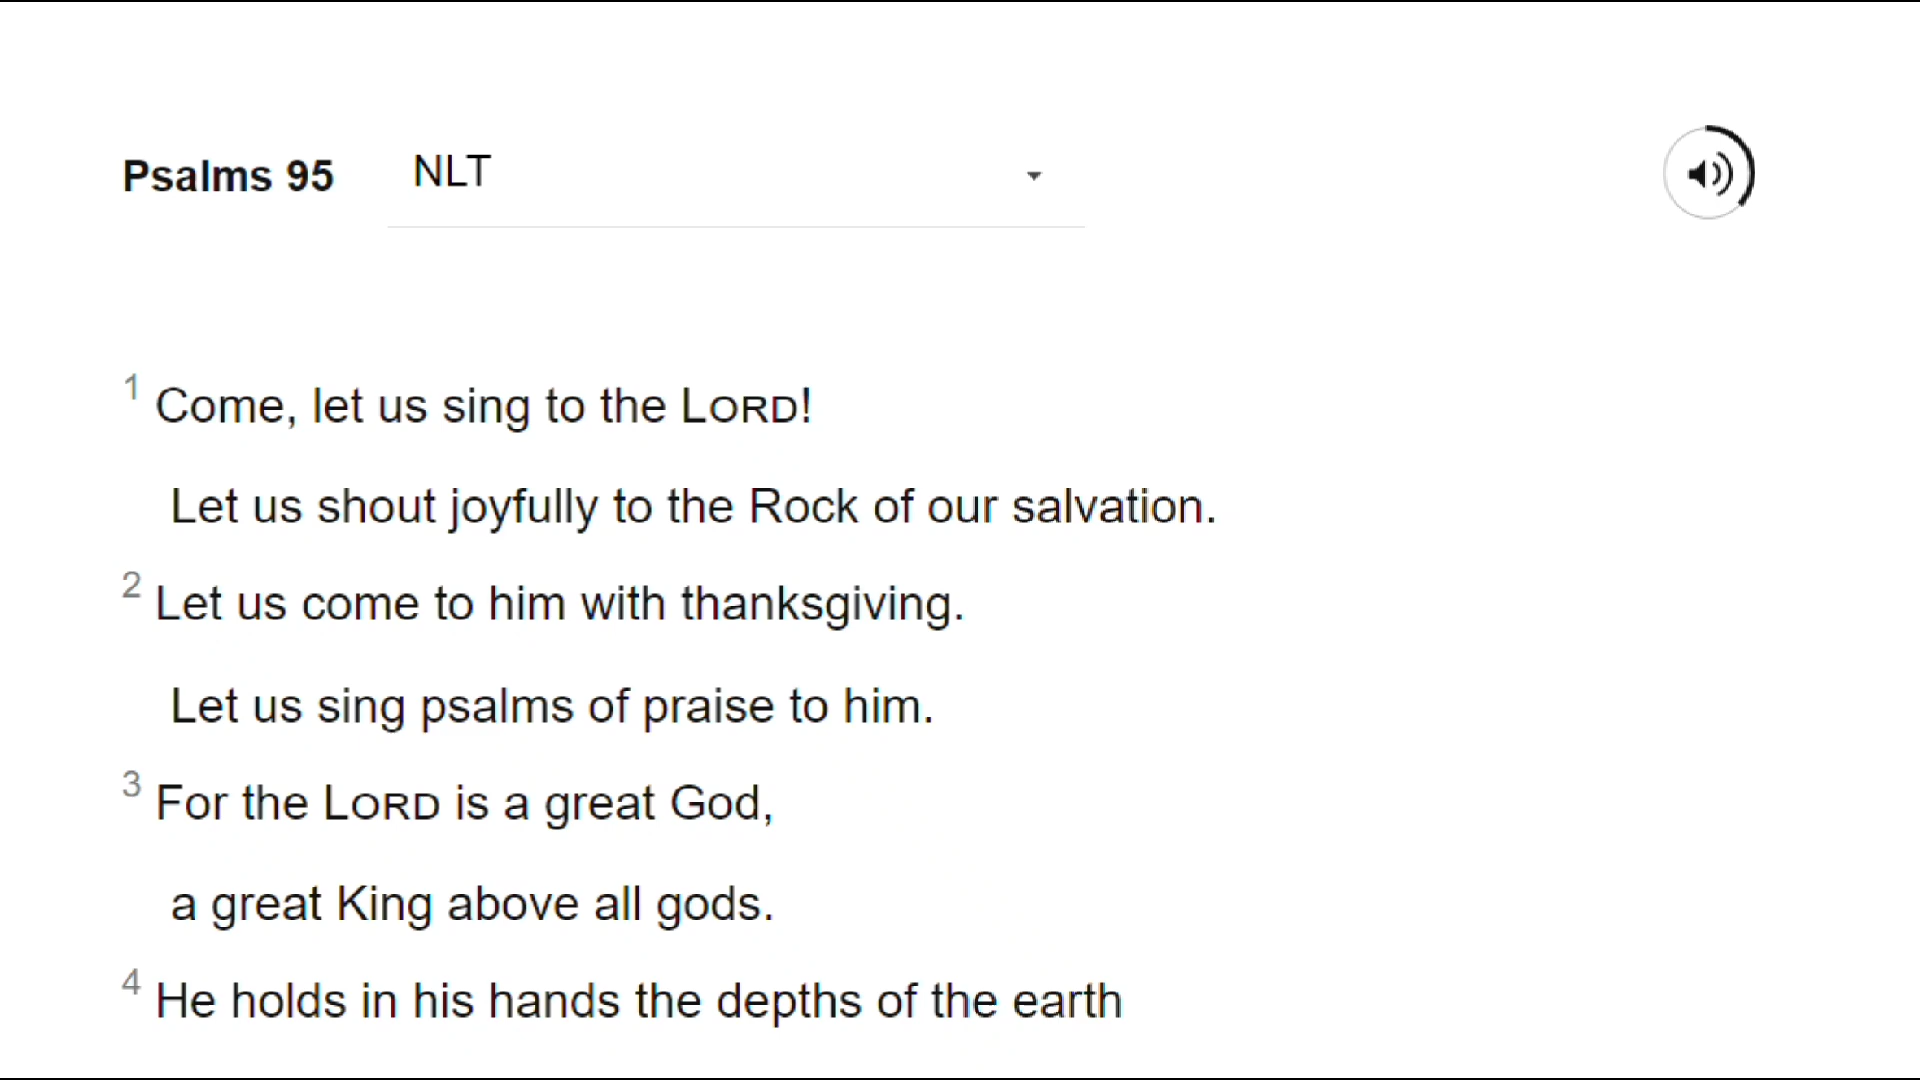 Psalms 95 NLT
1 Come, let us sing to the LORD!
Let us shout joyfully to the Rock of our salvation.
2 Let us come to him with thanksgiving.
Let us sing psalms of praise to him.
3 For the LORD is a great God,
a great King above all gods.
4 He holds in his hands the depths of the earth